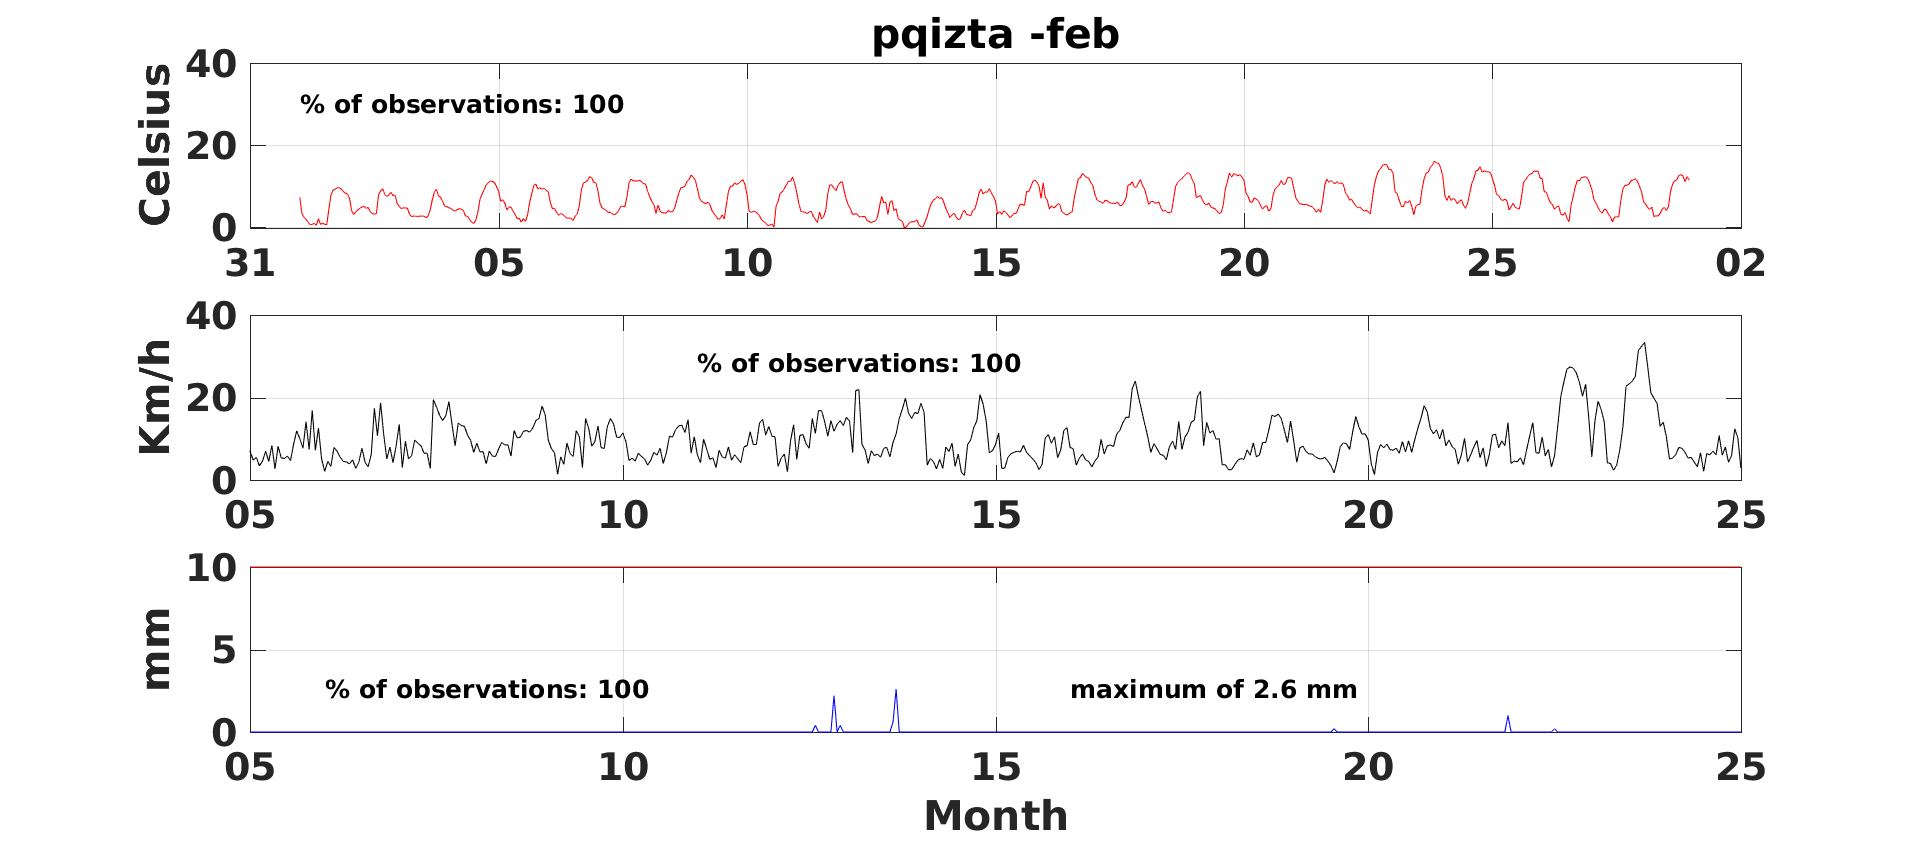 pqizta -feb
Celsius
40
20
0
% of observations: 100
31 05 10 15 20 25 02
Km/h
40
20
0
% of observations: 100
05 10 15 20 25
mm
10
5
0
% of observations: 100 maximum of 2.6 mm
05 10 15 20 25
Month